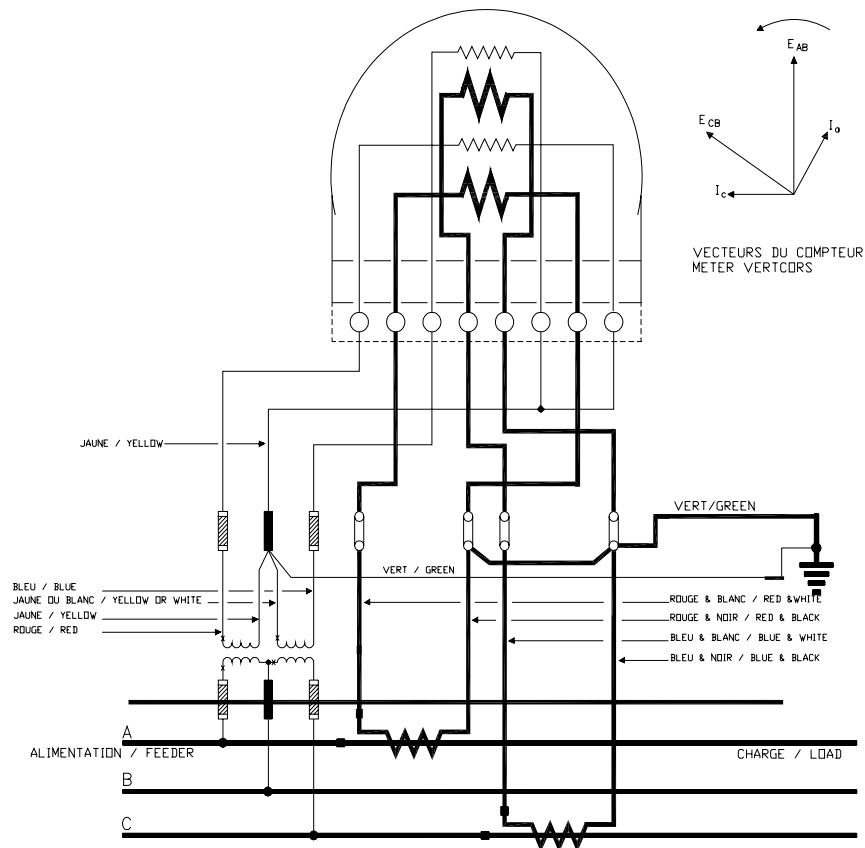 E AB
E CB
I a
I c
VECTEURS DU COMPTEUR
METER VERTCORS
JAUNE / YELLOW
VERT/GREEN
VERT / GREEN
BLEU / BLUE
JAUNE OU BLANC / YELLOW OR WHITE
JAUNE / YELLOW
ROUGE / RED
ROUGE & BLANC / RED &WHITE
ROUGE & NOIR / RED & BLACK
BLEU & BLANC / BLUE & WHITE
BLEU & NOIR / BLUE & BLACK
A
ALIMENTATION / FEEDER
CHARGE / LOAD
B
C